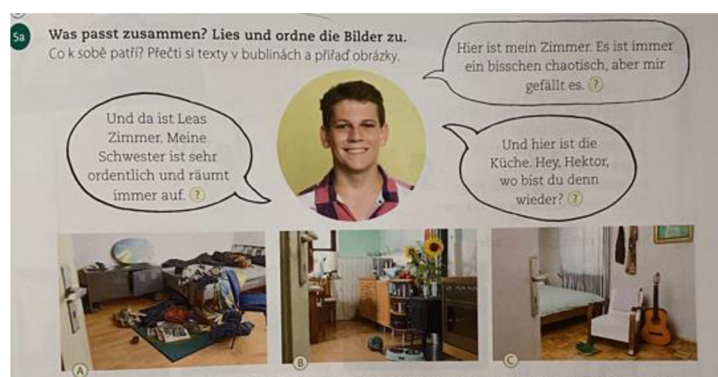 5a
Was passt zusammen? Lies und ordne die Bilder zu.
Co k sobě patří? Přečti si texty v bublinách a přiřaď obrázky.
Hier ist mein Zimmer. Es ist immer
ein bisschen chaotisch, aber mir
gefällt es. ?
Und da ist Leas
Zimmer. Meine
Schwester ist sehr
ordentlich und räumt
immer auf. ?
Und hier ist die
Küche. Hey, Hektor,
wo bist du denn
wieder? ?
A
B
C